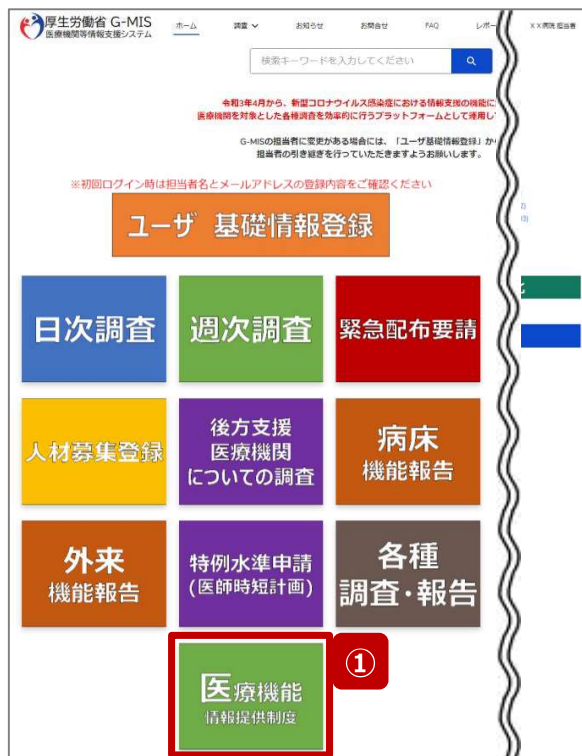 厚生労働省 G-MIS
医療機関等情報支援システム
ホーム 調査 お知らせ お問合せ FAQ レポー XX病院 担当者
検索キーワードを入力してください
令和3年4月から、新型コロナウイルス感染症における情報支援の機能に
医療機関を対象とした各種調査を効率的に行うプラットフォームとして運用し
G-MISの担当者に変更がある場合には、「ユーザ基礎情報登録」か
担当者の引き継ぎを行っていただきますようお願いします。
※初回ログイン時は担当者名とメールアドレスの登録内容をご確認ください
ユーザ 基礎情報登録
日次調査
週次調査
緊急配布要請
人材募集登録
後方支援
医療機関
についての調査
病床
機能報告
外来
機能報告
特例水準申請
(医師時短計画)
各種
調査・報告
医療機能
情報提供制度
①